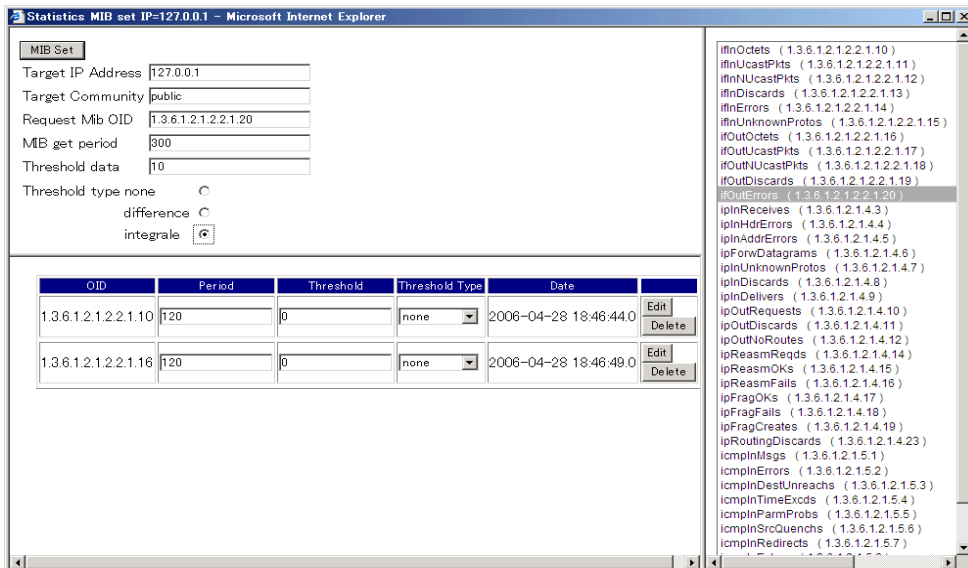 Statistics MIB set IP=127.0.0.1 - Microsoft Internet Explorer
MIB Set
Target IP Address 127.0.0.1
Target Community public
Request Mib OID 1.3.6.1.2.1.2.2.1.20
MIB get period 300
Threshold data 10
Threshold type none
difference
integrale
OID Period Threshold Threshold Type Date
1.3.6.1.2.1.2.2.1.10 120 0 none 2006-04-28 18:46:44.0 Edit
Delete
1.3.6.1.2.1.2.2.1.16 120 0 none 2006-04-28 18:46:49.0 Edit
Delete
ifInOctets ( 1.3.6.1.2.1.2.2.1.10 )
ifInUcastPkts ( 1.3.6.1.2.1.2.2.1.11 )
ifInNUcastPkts ( 1.3.6.1.2.1.2.2.1.12 )
ifInDiscards ( 1.3.6.1.2.1.2.2.1.13 )
ifInErrors ( 1.3.6.1.2.1.2.2.1.14 )
ifInUnknownProtos ( 1.3.6.1.2.1.2.2.1.15 )
ifOutOctets ( 1.3.6.1.2.1.2.2.1.16 )
ifOutUcastPkts ( 1.3.6.1.2.1.2.2.1.17 )
ifOutNUcastPkts ( 1.3.6.1.2.1.2.2.1.18 )
ifOutDiscards ( 1.3.6.1.2.1.2.2.1.19 )
ifOutErrors ( 1.3.6.1.2.1.2.2.1.20 )
ipInReceives ( 1.3.6.1.2.1.4.3 )
ipInHdrErrors ( 1.3.6.1.2.1.4.4 )
ipInAddrErrors ( 1.3.6.1.2.1.4.5 )
ipForwDatagrams ( 1.3.6.1.2.1.4.6 )
ipInUnknownProtos ( 1.3.6.1.2.1.4.7 )
ipInDiscards ( 1.3.6.1.2.1.4.8 )
ipInDelivers ( 1.3.6.1.2.1.4.9 )
ipOutRequests ( 1.3.6.1.2.1.4.10 )
ipOutDiscards ( 1.3.6.1.2.1.4.11 )
ipOutNoRoutes ( 1.3.6.1.2.1.4.12 )
ipReasmReqds ( 1.3.6.1.2.1.4.14 )
ipReasmOKs ( 1.3.6.1.2.1.4.15 )
ipReasmFails ( 1.3.6.1.2.1.4.16 )
ipFragOKs ( 1.3.6.1.2.1.4.17 )
ipFragFails ( 1.3.6.1.2.1.4.18 )
ipFragCreates ( 1.3.6.1.2.1.4.19 )
ipRoutingDiscards ( 1.3.6.1.2.1.4.23 )
icmpInMsgs ( 1.3.6.1.2.1.5.1 )
icmpInErrors ( 1.3.6.1.2.1.5.2 )
icmpInDestUnreachs ( 1.3.6.1.2.1.5.3 )
icmpInTimeExcds ( 1.3.6.1.2.1.5.4 )
icmpInParmProbs ( 1.3.6.1.2.1.5.5 )
icmpInSrcQuenchs ( 1.3.6.1.2.1.5.6 )
icmpInRedirects ( 1.3.6.1.2.1.5.7 )